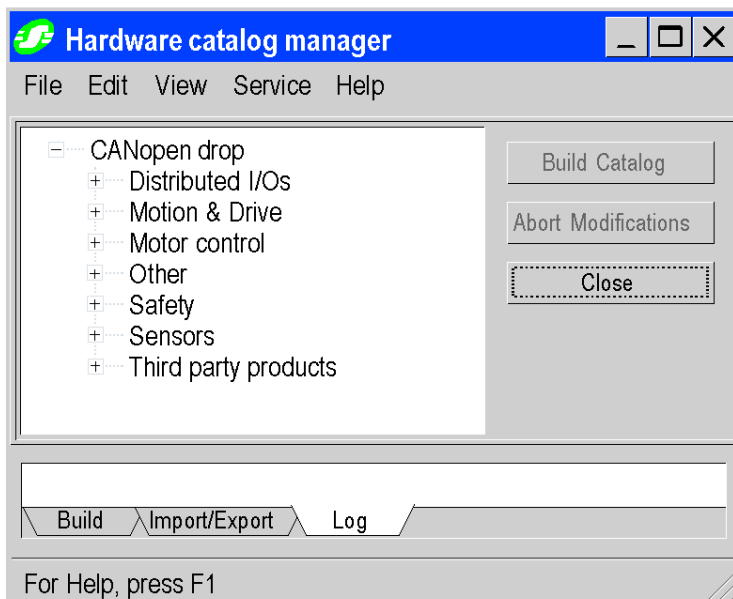 Hardware catalog manager
File Edit View Service Help
CANopen drop
Distributed I/Os
Motion & Drive
Motor control
Other
Safety
Sensors
Third party products
Build Catalog
Abort Modifications
Close
Build Import/Export Log
For Help, press F1